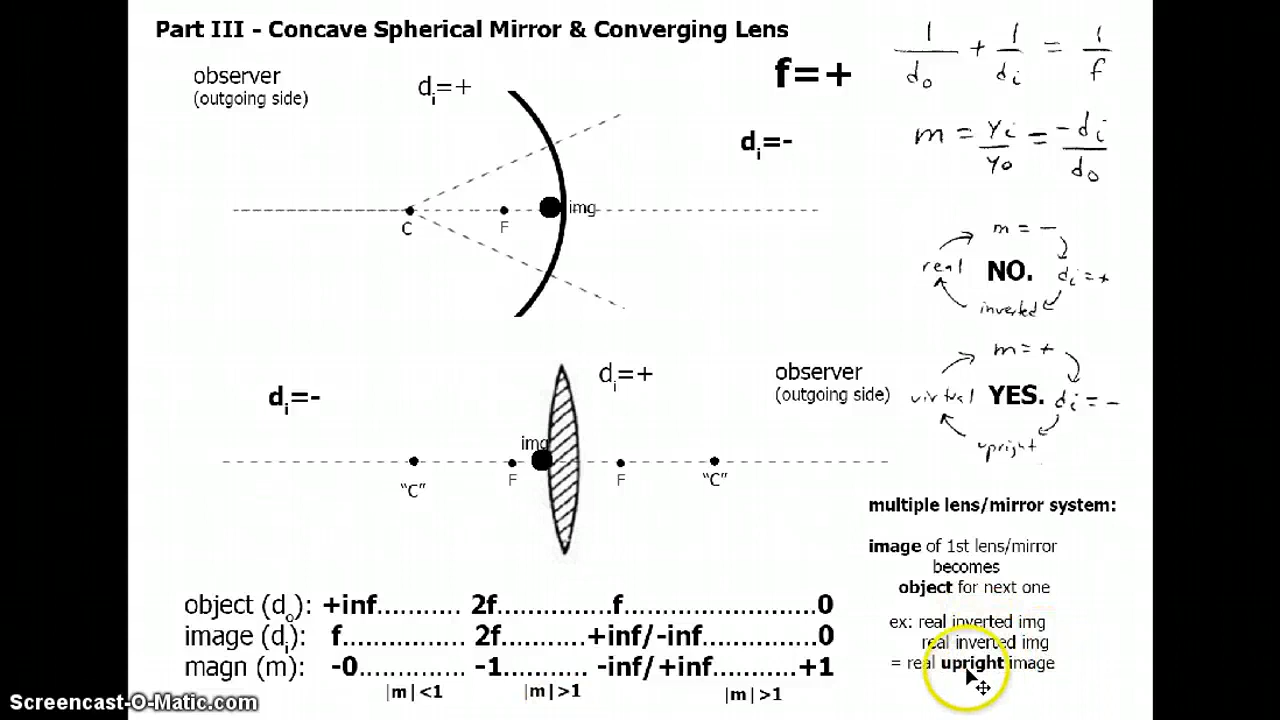 Part III - Concave Spherical Mirror & Converging Lens
observer
(outgoing side)
di=+
f=+
di=-
1/do + 1/di = 1/f
m = yi/yo = -di/do
C
F
img
m = -
real NO. di = +
inverted
m = +
virtual YES. di = -
upright
di=-
di=+
observer
(outgoing side)
img
"C"
F
F
"C"
multiple lens/mirror system:
image of 1st lens/mirror
becomes
object for next one
ex: real inverted img
real inverted img
= real upright image
object (do): +inf........... 2f...............f..........................0
image (di): f................ 2f...........+inf/-inf...............0
magn (m): -0............... -1............ -inf/+inf............+1
|m|<1
|m|>1
|m|>1
Screencast-O-Matic.com